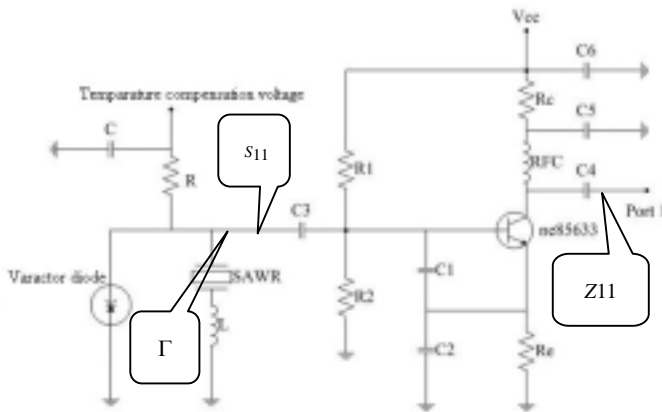 Vcc
C6
Temparature compensation voltage
Rc
C
C5
S11
RFC
R
R1
C4
C3
Port 1
ne85633
Varactor diode
SAWR
C1
Z11
R2
L
Γ
C2
Re